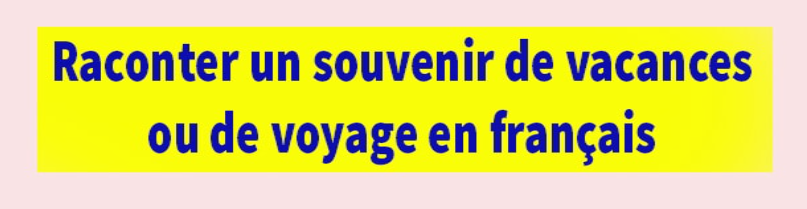 Raconter un souvenir de vacances
ou de voyage en français